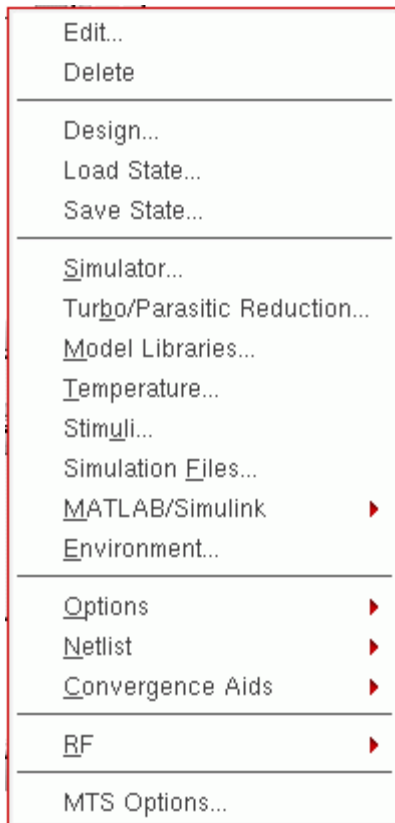 Edit...
Delete
Design...
Load State...
Save State...
Simulator...
Turbo/Parasitic Reduction...
Model Libraries...
Temperature...
Stimuli...
Simulation Files...
MATLAB/Simulink
Environment...
Options
Netlist
Convergence Aids
RF
MTS Options...